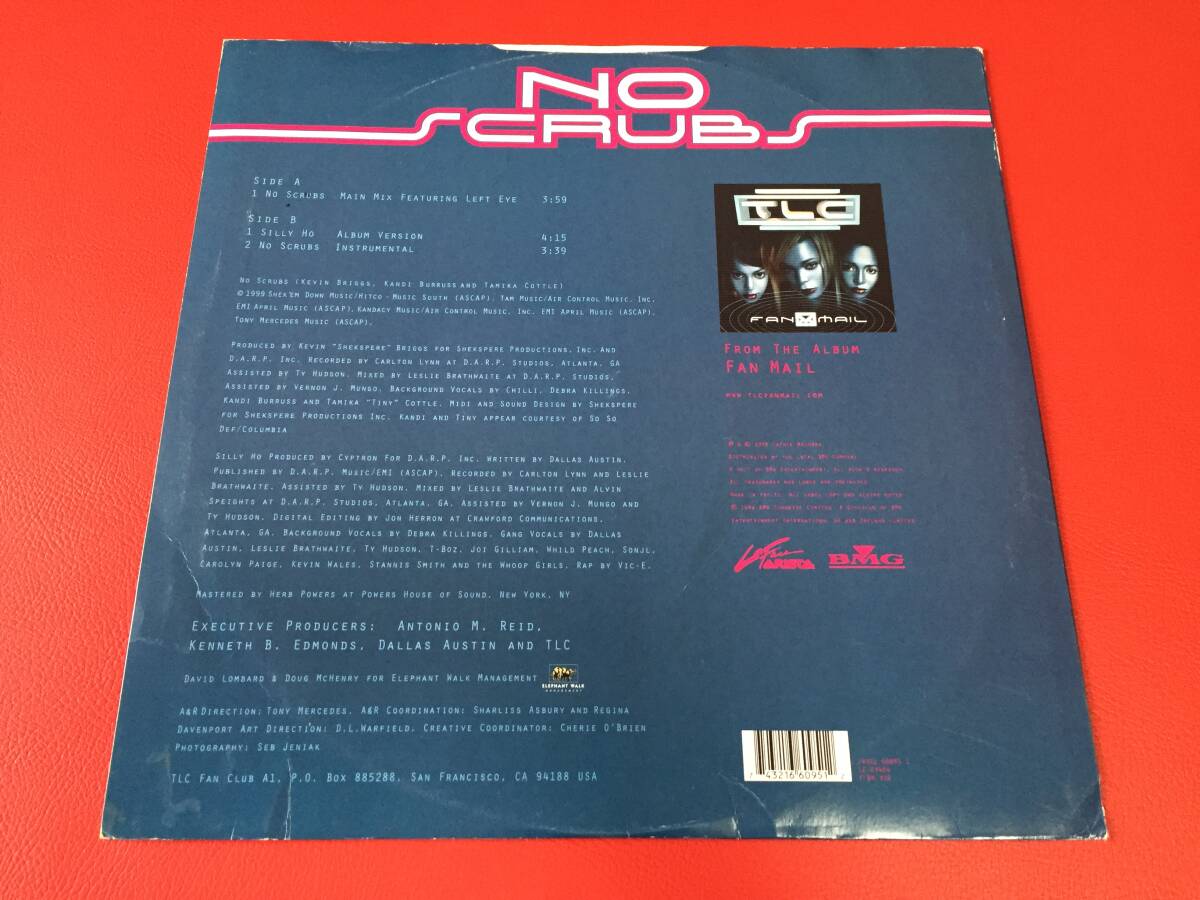 NO
SCRUBS
SIDE A
1 NO SCRUBS MAIN MIX FEATURING LEFT EYE 3:59
SIDE B
1 SILLY HO ALBUM VERSION 4:15
2 NO SCRUBS INSTRUMENTAL 3:39
NO SCRUBS (KEVIN BRIGGS, KANDI BURRUSS AND TAMIKA COTTLE)
© 1999 SHEK'EM DOWN MUSIC/HITCO - MUSIC SOUTH (ASCAP), TAM MUSIC/AIR CONTROL MUSIC, INC.
EMI APRIL MUSIC (ASCAP), KANDACY MUSIC/AIR CONTROL MUSIC, INC. EMI APRIL MUSIC (ASCAP),
TONY MERCEDES MUSIC (ASCAP).
PRODUCED BY KEVIN "SHEKSPERE" BRIGGS FOR SHEKSPERE PRODUCTIONS, INC. AND
D.A.R.P. INC. RECORDED BY CARLTON LYNN AT D.A.R.P. STUDIOS, ATLANTA, GA
ASSISTED BY TY HUDSON. MIXED BY LESLIE BRATHWAITE AT D.A.R.P. STUDIOS,
ASSISTED BY VERNON J. MUNGO. BACKGROUND VOCALS BY CHILLI, DEBRA KILLINGS,
KANDI BURRUSS AND TAMIKA "TINY" COTTLE. MIDI AND SOUND DESIGN BY SHEKSPERE
FOR SHEKSPERE PRODUCTIONS INC. KANDI AND TINY APPEAR COURTESY OF SO SO
DEF/COLUMBIA
SILLY HO PRODUCED BY CYPTRON FOR D.A.R.P. INC. WRITTEN BY DALLAS AUSTIN.
PUBLISHED BY D.A.R.P. MUSIC/EMI (ASCAP). RECORDED BY CARLTON LYNN AND LESLIE
BRATHWAITE. ASSISTED BY TY HUDSON. MIXED BY LESLIE BRATHWAITE AND ALVIN
SPEIGHTS AT D.A.R.P. STUDIOS, ATLANTA, GA. ASSISTED BY VERNON J. MUNGO AND
TY HUDSON. DIGITAL EDITING BY JON HERRON AT CRAWFORD COMMUNICATIONS,
ATLANTA, GA. BACKGROUND VOCALS BY DEBRA KILLINGS. GANG VOCALS BY DALLAS
AUSTIN, LESLIE BRATHWAITE, TY HUDSON, T-BOZ, JOI GILLIAM, WHILD PEACH, SONJI,
CAROLYN PAIGE, KEVIN WALES, STANNIS SMITH AND THE WHOOP GIRLS. RAP BY VIC-E.
MASTERED BY HERB POWERS AT POWERS HOUSE OF SOUND, NEW YORK, NY
EXECUTIVE PRODUCERS: ANTONIO M. REID,
KENNETH B. EDMONDS, DALLAS AUSTIN AND TLC
DAVID LOMBARD & DOUG MCHENRY FOR ELEPHANT WALK MANAGEMENT
ELEPHANT WALK
MANAGEMENT
A&R DIRECTION: TONY MERCEDES, A&R COORDINATION: SHARLISS ASBURY AND REGINA
DAVENPORT ART DIRECTION: D.L.WARFIELD, CREATIVE COORDINATOR: CHERIE O'BRIEN
PHOTOGRAPHY: SEB JENIAK
TLC FAN CLUB A1, P.O. BOX 885288, SAN FRANCISCO, CA 94188 USA
TLC
FAN MAIL
FROM THE ALBUM
FAN MAIL
WWW.TLCFANMAIL.COM
LaFace
ARISTA
BMG
7 43216 60951 2